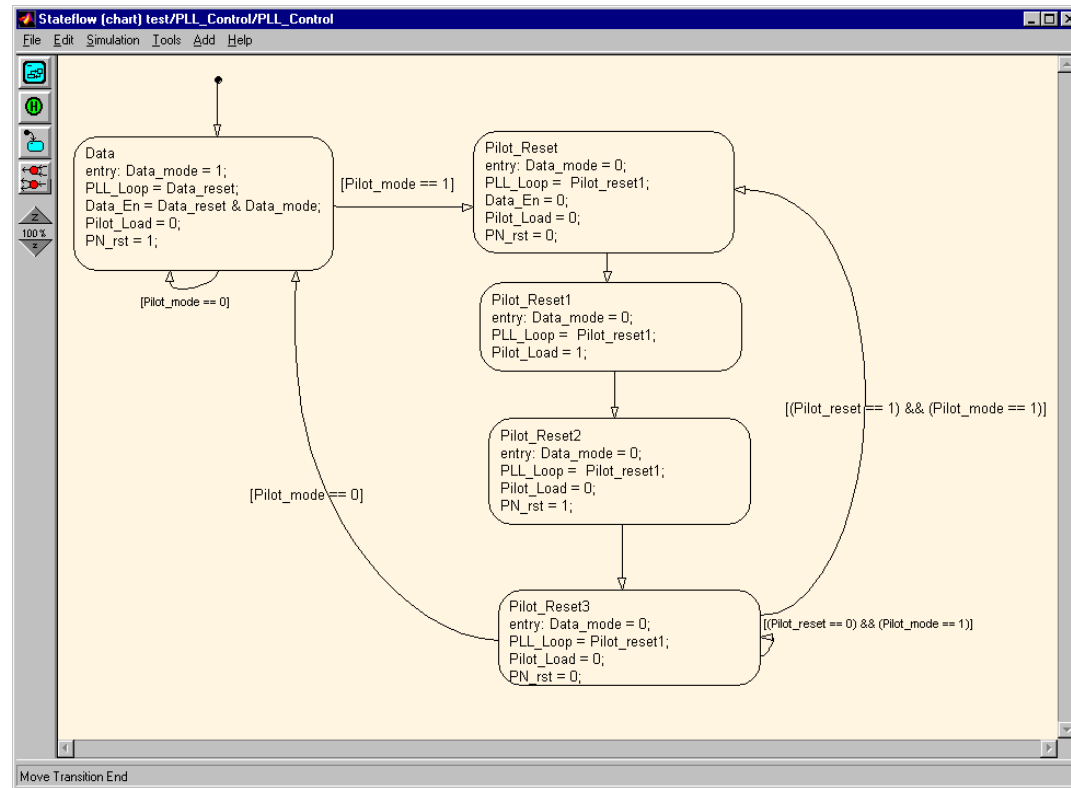 Stateflow (chart) test/PLL_Control/PLL_Control
File Edit Simulation Tools Add Help
Z
100%
z
Data
entry: Data_mode = 1;
PLL_Loop = Data_reset;
Data_En = Data_reset & Data_mode;
Pilot_Load = 0;
PN_rst = 1;
[Pilot_mode == 0]
[Pilot_mode == 1]
Pilot_Reset
entry: Data_mode = 0;
PLL_Loop = Pilot_reset1;
Data_En = 0;
Pilot_Load = 0;
PN_rst = 0;
Pilot_Reset1
entry: Data_mode = 0;
PLL_Loop = Pilot_reset1;
Pilot_Load = 1;
[(Pilot_reset == 1) && (Pilot_mode == 1)]
Pilot_Reset2
entry: Data_mode = 0;
PLL_Loop = Pilot_reset1;
Pilot_Load = 0;
PN_rst = 1;
[Pilot_mode == 0]
Pilot_Reset3
entry: Data_mode = 0;
PLL_Loop = Pilot_reset1;
Pilot_Load = 0;
PN_rst = 0;
[(Pilot_reset == 0) && (Pilot_mode == 1)]
Move Transition End